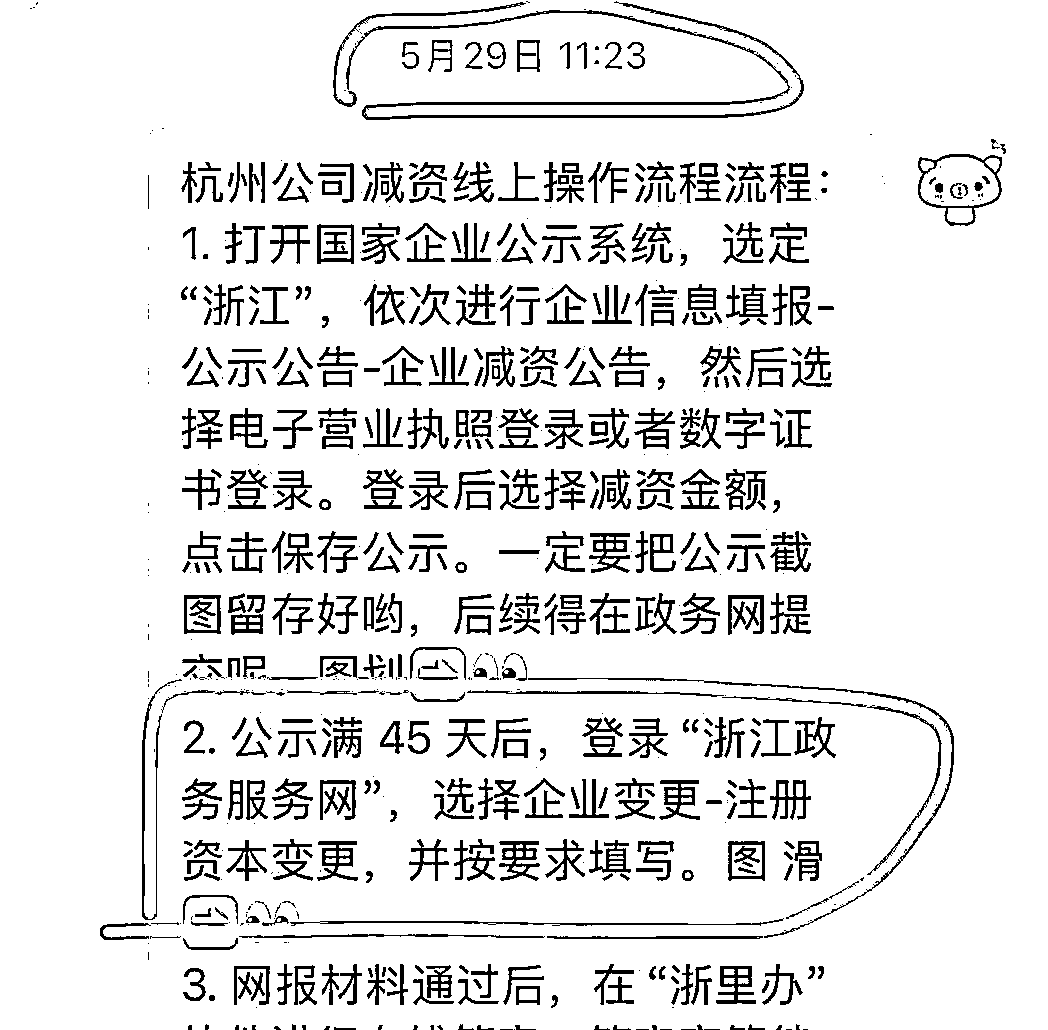 5月29日 11:23
杭州公司减资线上操作流程流程：
1. 打开国家企业公示系统，选定
“浙江”，依次进行企业信息填报-
公示公告-企业减资公告，然后选
择电子营业执照登录或者数字证
书登录。登录后选择减资金额，
点击保存公示。一定要把公示截
图留存好哟，后续得在政务网提
交呢 图划
2. 公示满 45 天后，登录 “浙江政
务服务网”，选择企业变更-注册
资本变更，并按要求填写。图 滑
3. 网报材料通过后，在 “浙里办”